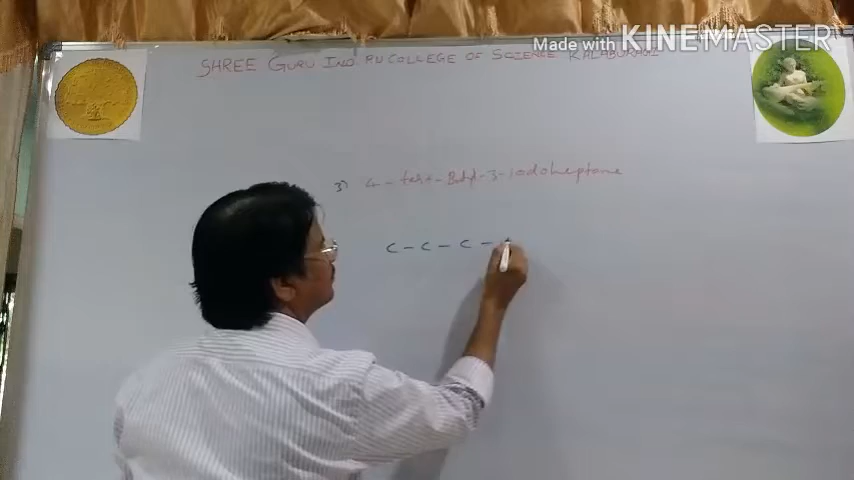 Made with KINEMASTER
SHREE GURU IND PU COLLEGE OF SCIENCE KALABURAGI
3) 4 - tert - Butyl - 3 - iodoheptane
C - C - C -